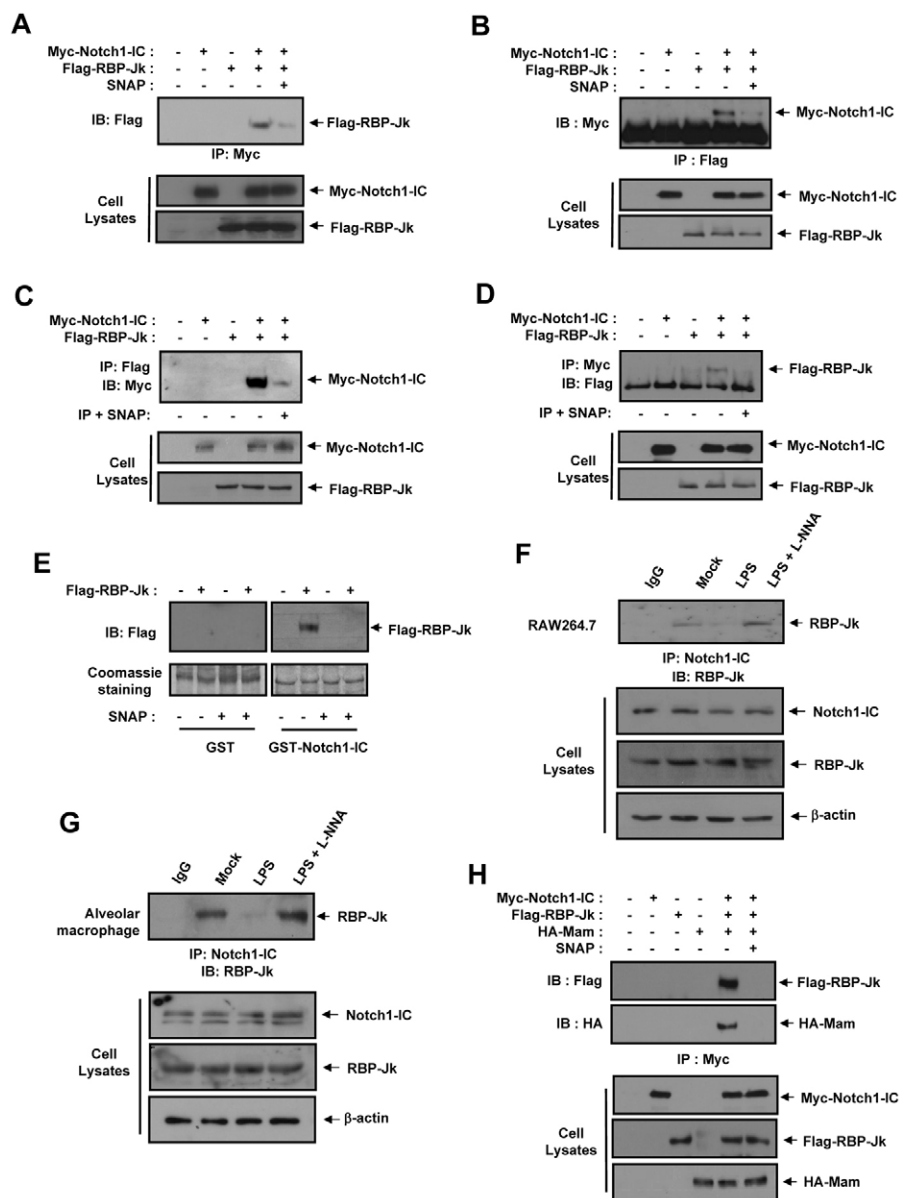 A
Myc-Notch1-IC : - + - + +
Flag-RBP-Jk : - - + + +
SNAP : - - - - +
IB: Flag
Flag-RBP-Jk
IP: Myc
Cell Lysates
Myc-Notch1-IC
Flag-RBP-Jk
B
Myc-Notch1-IC : - + - + +
Flag-RBP-Jk : - - + + +
SNAP : - - - - +
IB : Myc
Myc-Notch1-IC
IP : Flag
Cell Lysates
Myc-Notch1-IC
Flag-RBP-Jk
C
Myc-Notch1-IC : - + - + +
Flag-RBP-Jk : - - + + +
IP: Flag
IB: Myc
Myc-Notch1-IC
IP + SNAP: - - - - +
Cell Lysates
Myc-Notch1-IC
Flag-RBP-Jk
D
Myc-Notch1-IC : - + - + +
Flag-RBP-Jk : - - + + +
IP: Myc
IB: Flag
Flag-RBP-Jk
IP + SNAP: - - - - +
Cell Lysates
Myc-Notch1-IC
Flag-RBP-Jk
E
Flag-RBP-Jk : - + - + - + - +
IB: Flag
Flag-RBP-Jk
Coomassie staining
SNAP : - - + + - - + +
GST
GST-Notch1-IC
F
IgG
Mock
LPS
LPS + L-NNA
RAW264.7
RBP-Jk
IP: Notch1-IC
IB: RBP-Jk
Cell Lysates
Notch1-IC
RBP-Jk
β-actin
G
IgG
Mock
LPS
LPS + L-NNA
Alveolar macrophage
RBP-Jk
IP: Notch1-IC
IB: RBP-Jk
Cell Lysates
Notch1-IC
RBP-Jk
β-actin
H
Myc-Notch1-IC : - + - - + +
Flag-RBP-Jk : - - + - + +
HA-Mam : - - - + + +
SNAP : - - - - - +
IB : Flag
Flag-RBP-Jk
IB : HA
HA-Mam
IP : Myc
Cell Lysates
Myc-Notch1-IC
Flag-RBP-Jk
HA-Mam